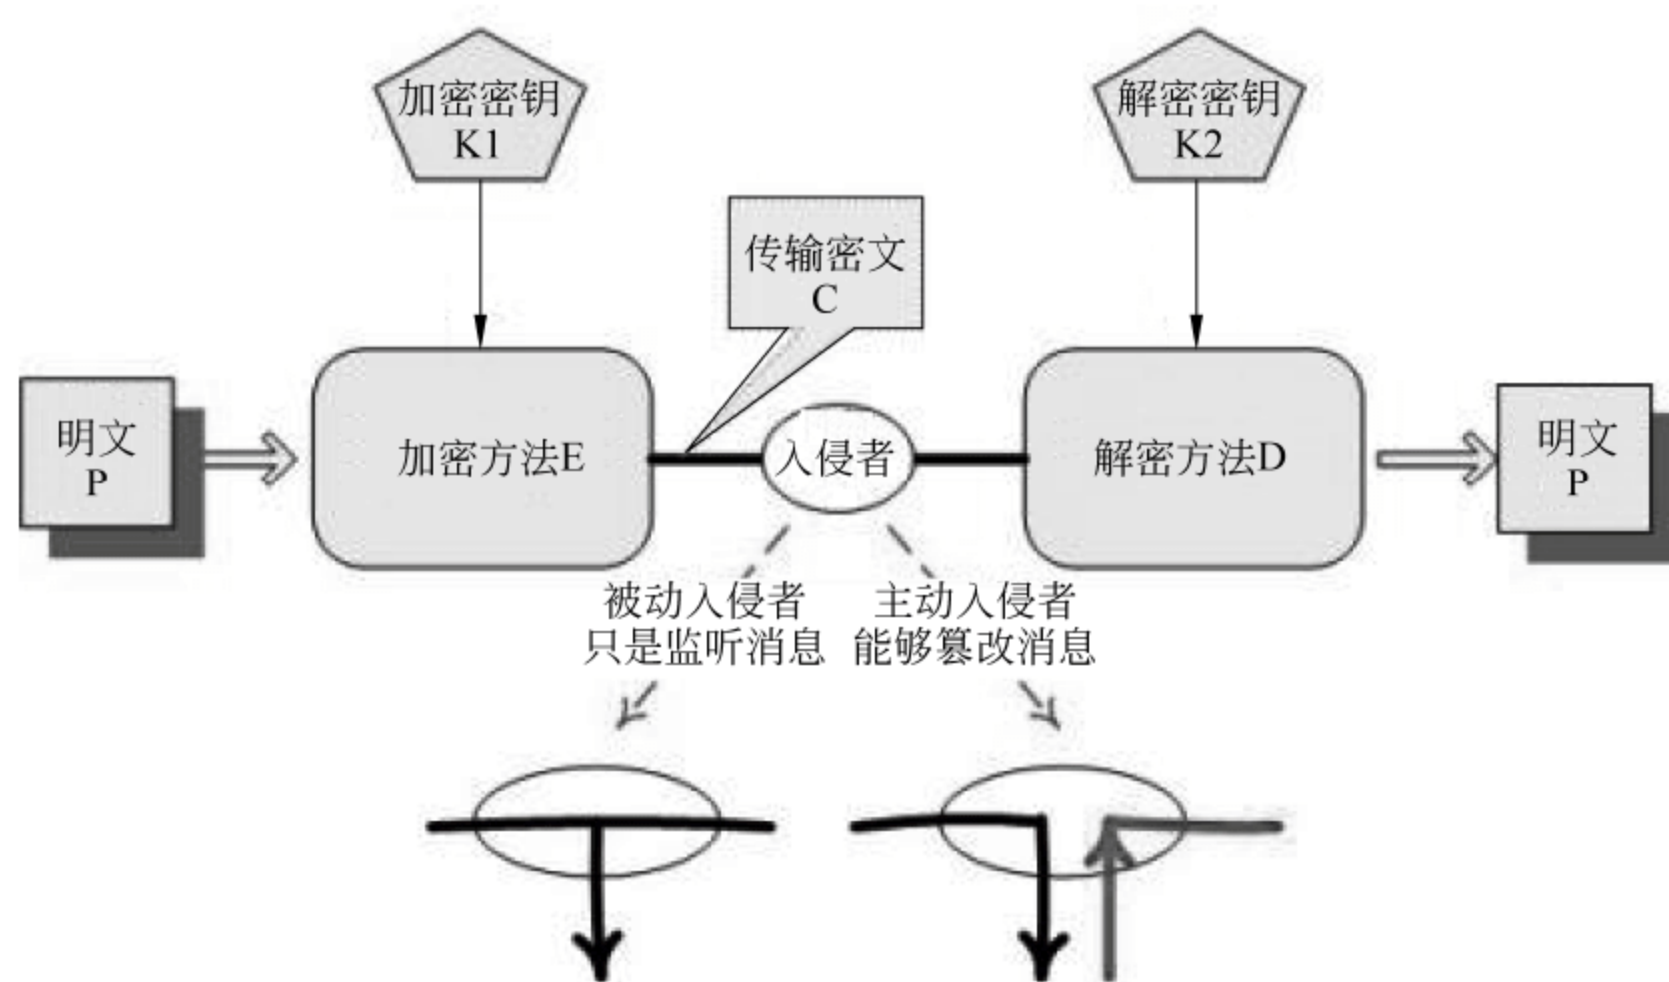 加密密钥
K1
解密密钥
K2
传输密文
C
明文
P
加密方法E
入侵者
解密方法D
明文
P
被动入侵者
只是监听消息
主动入侵者
能够篡改消息